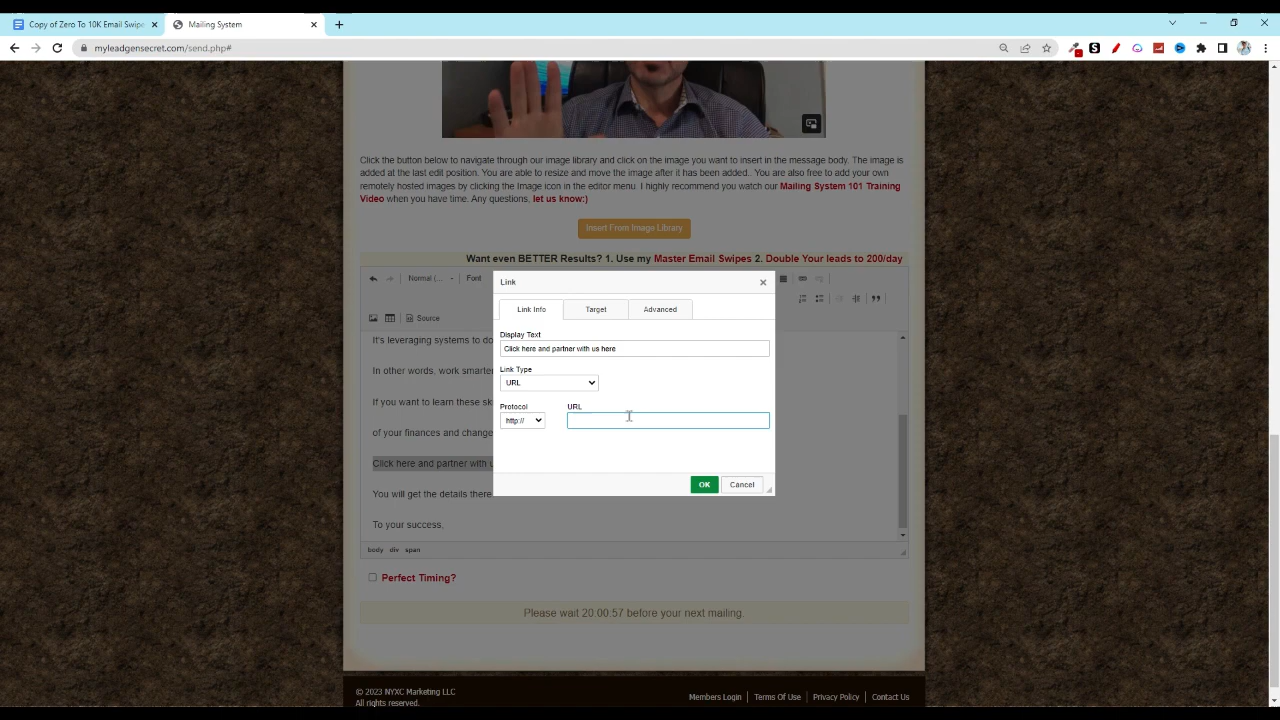 Copy of Zero To 10K Email Swipe
Mailing System
myleadgensecret.com/send.php#
Click the button below to navigate through our image library and click on the image you want to insert in the message body. The image is
added at the last edit position. You are able to resize and move the image after it has been added.. You are also free to add your own
remotely hosted images by clicking the Image icon in the editor menu. I highly recommend you watch our Mailing System 101 Training
Video when you have time. Any questions, let us know:)
Insert From Image Library
Want even BETTER Results? 1. Use my Master Email Swipes 2. Double Your leads to 200/day
Normal (...
Font
Source
Link
Link Info
Target
Advanced
Display Text
Click here and partner with us here
Link Type
URL
Protocol
URL
http://
OK
Cancel
It's leveraging systems to do
In other words, work smarter
If you want to learn these sk
of your finances and change
Click here and partner with u
You will get the details there
To your success,
body div span
Perfect Timing?
Please wait 20:00:57 before your next mailing.
© 2023 NYXC Marketing LLC
All rights reserved.
Members Login
Terms Of Use
Privacy Policy
Contact Us